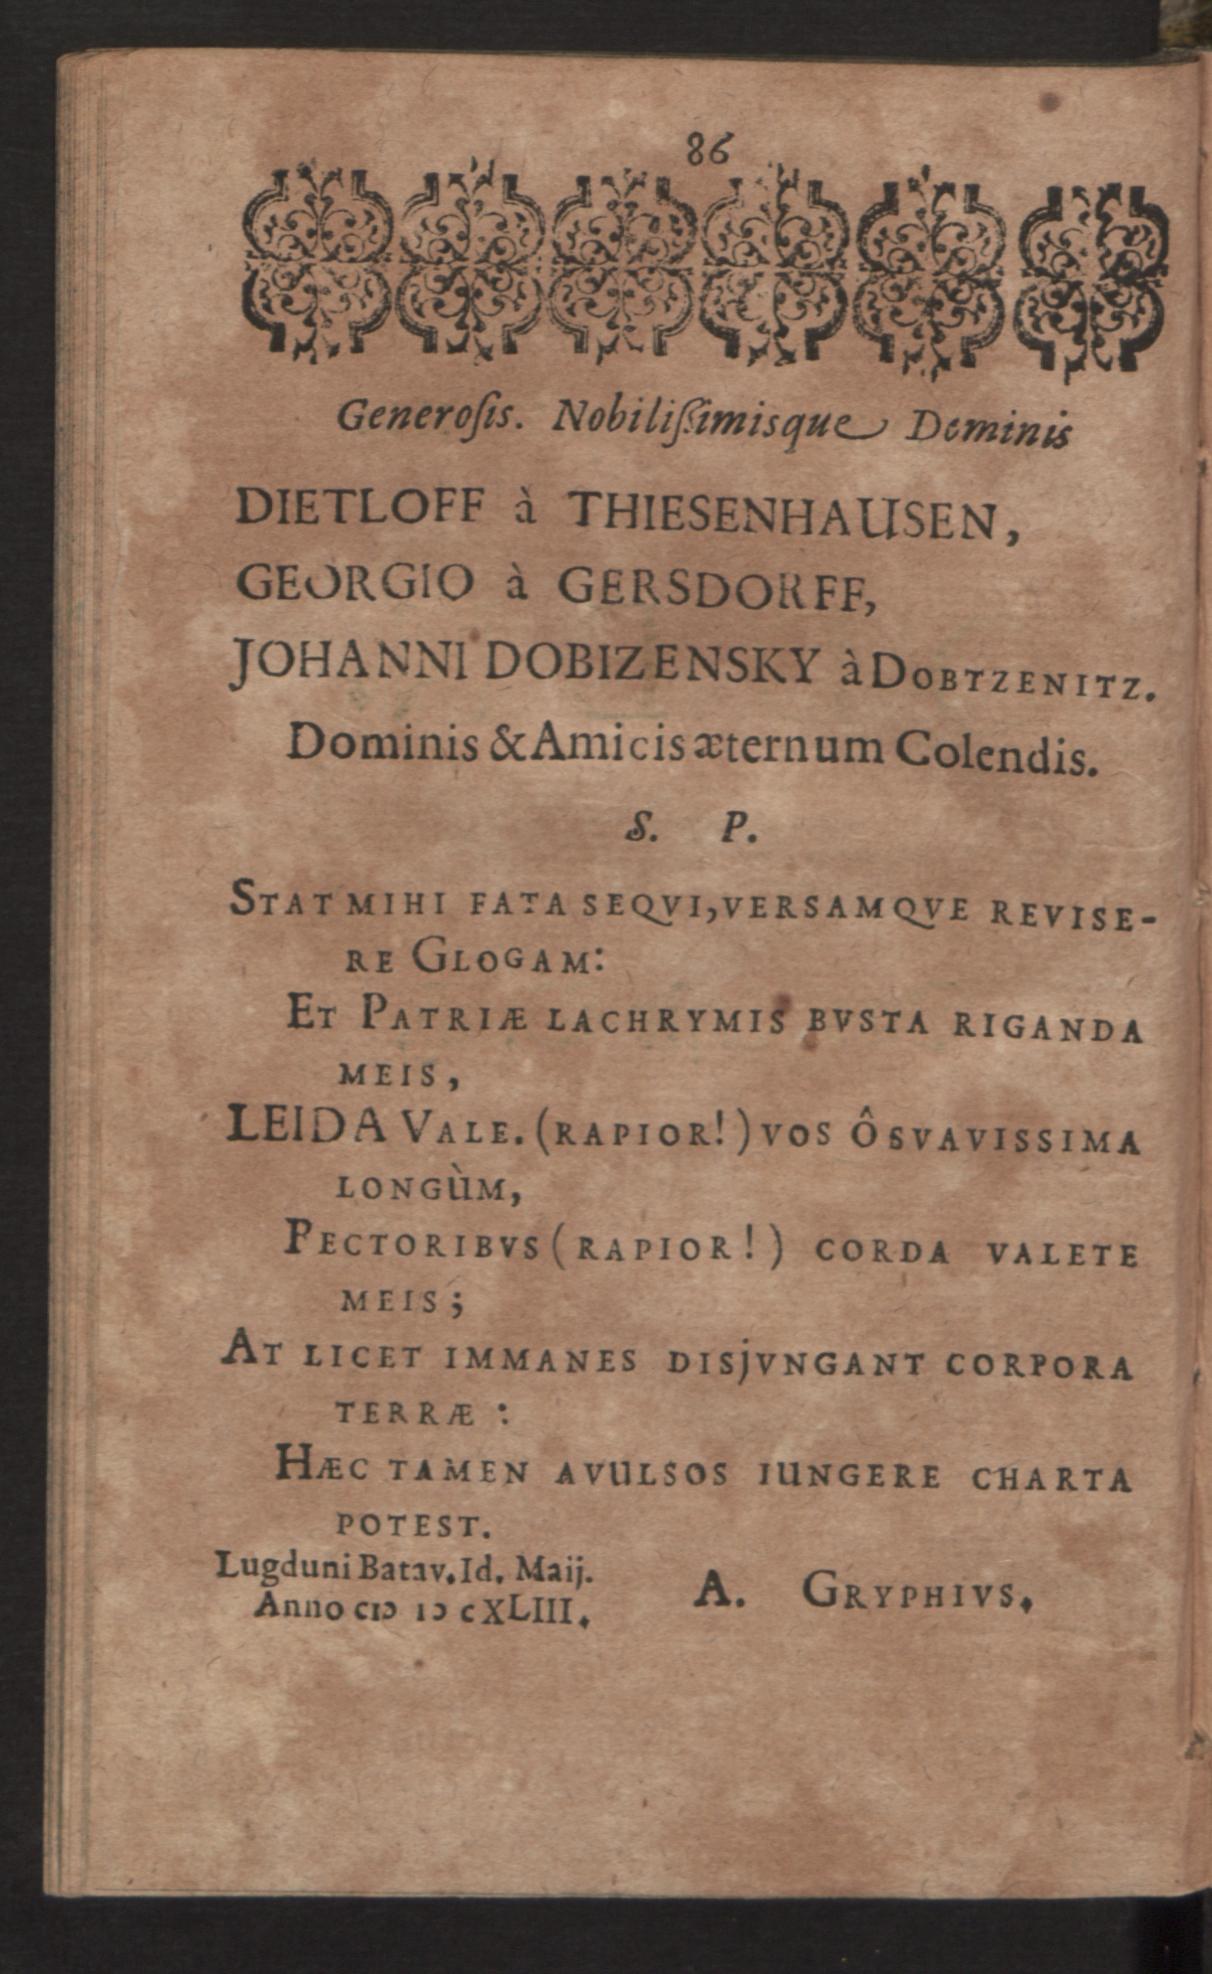 86
Generoſis. Nobilißimisque Dominis
DIETLOFF à THIESENHAUSEN,
GEORGIO à GERSDORFF,
JOHANNI DOBIZENSKY à DOBTZENITZ.
Dominis & Amicis æternum Colendis.
S. P.
STAT MIHI FATA SEQVI, VERSAMQVE REVISE-
RE GLOGAM:
ET PATRIÆ LACHRYMIS BVSTA RIGANDA
MEIS,
LEIDA VALE. (RAPIOR!) VOS Ô SVAVISSIMA
LONGÙM,
PECTORIBVS (RAPIOR!) CORDA VALETE
MEIS;
AT LICET IMMANES DISjVNGANT CORPORA
TERRÆ:
HÆC TAMEN AVULSOS IUNGERE CHARTA
POTEST.
Lugduni Batav. Id. Maij.
Anno cIɔ Iɔ cXLIII.
A. GRYPHIVS.